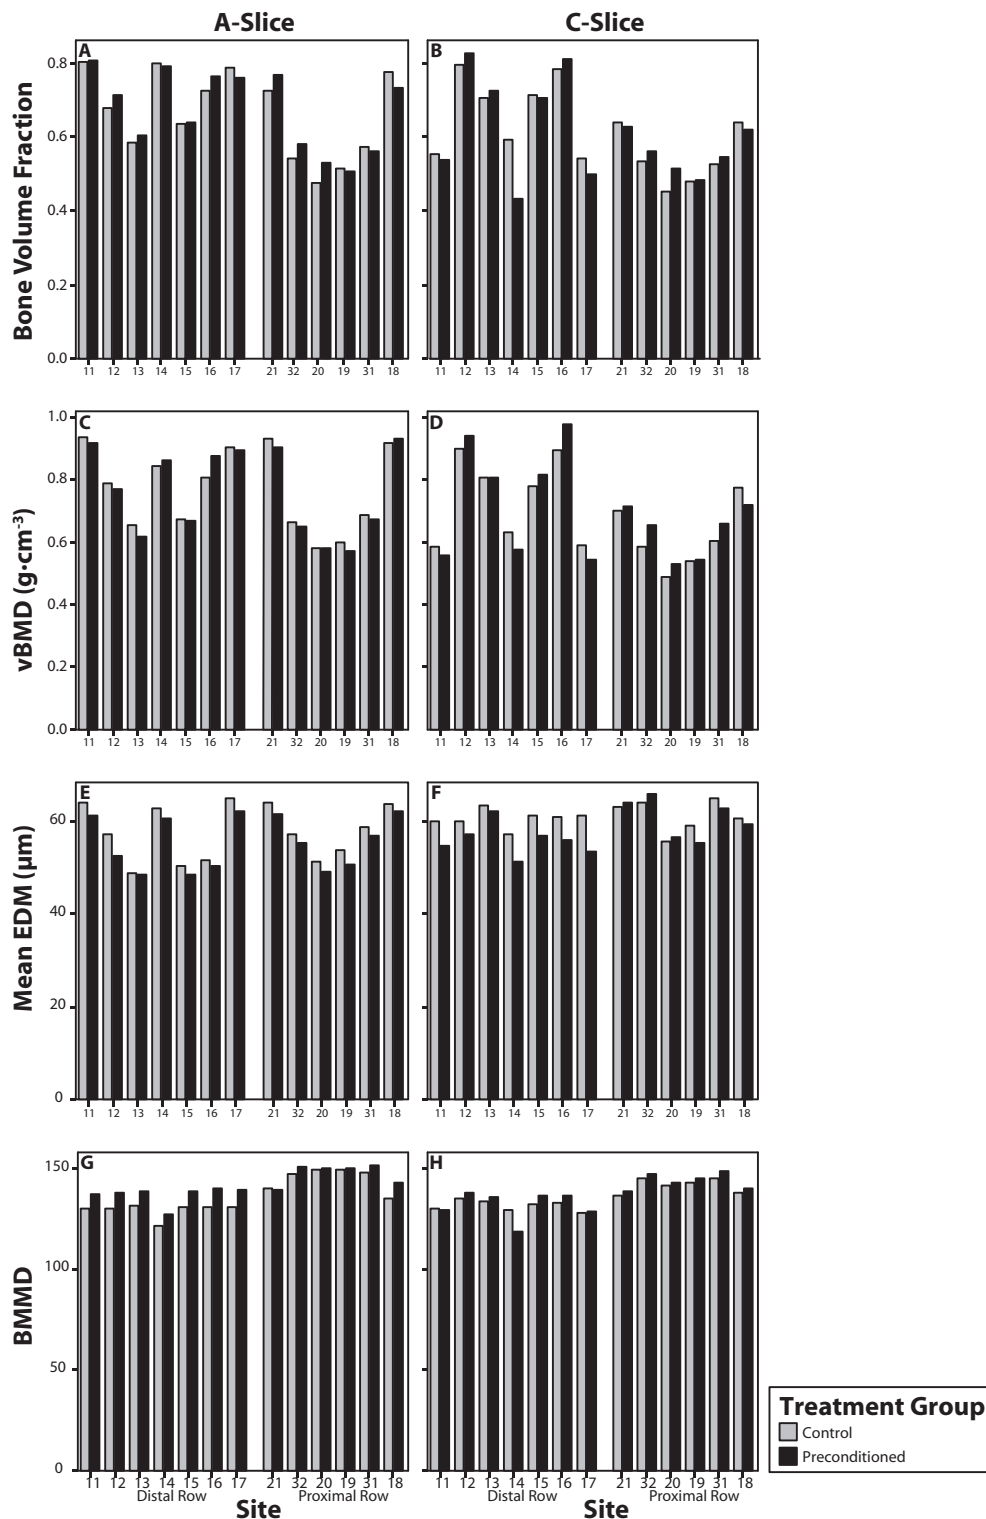 A-Slice C-Slice
A B
Bone Volume Fraction
0.8
0.6
0.4
0.2
0.0
11 12 13 14 15 16 17 21 32 20 19 31 18 11 12 13 14 15 16 17 21 32 20 19 31 18
C D
vBMD (g·cm⁻³)
1.0
0.8
0.6
0.4
0.2
0.0
11 12 13 14 15 16 17 21 32 20 19 31 18 11 12 13 14 15 16 17 21 32 20 19 31 18
E F
Mean EDM (µm)
60
40
20
0
11 12 13 14 15 16 17 21 32 20 19 31 18 11 12 13 14 15 16 17 21 32 20 19 31 18
G H
BMMD
150
100
50
0
11 12 13 14 15 16 17 21 32 20 19 31 18 11 12 13 14 15 16 17 21 32 20 19 31 18
Distal Row Proximal Row Distal Row Proximal Row
Site Site
Treatment Group
Control
Preconditioned